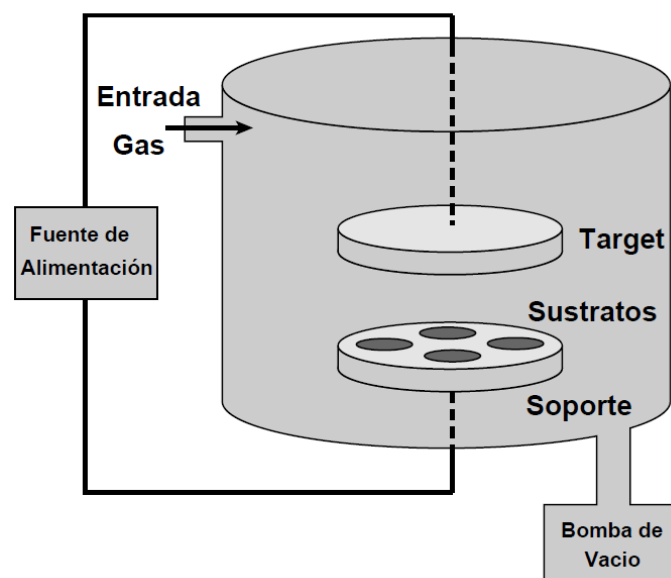 Entrada
Gas
Fuente de
Alimentación
Target
Sustratos
Soporte
Bomba de
Vacio